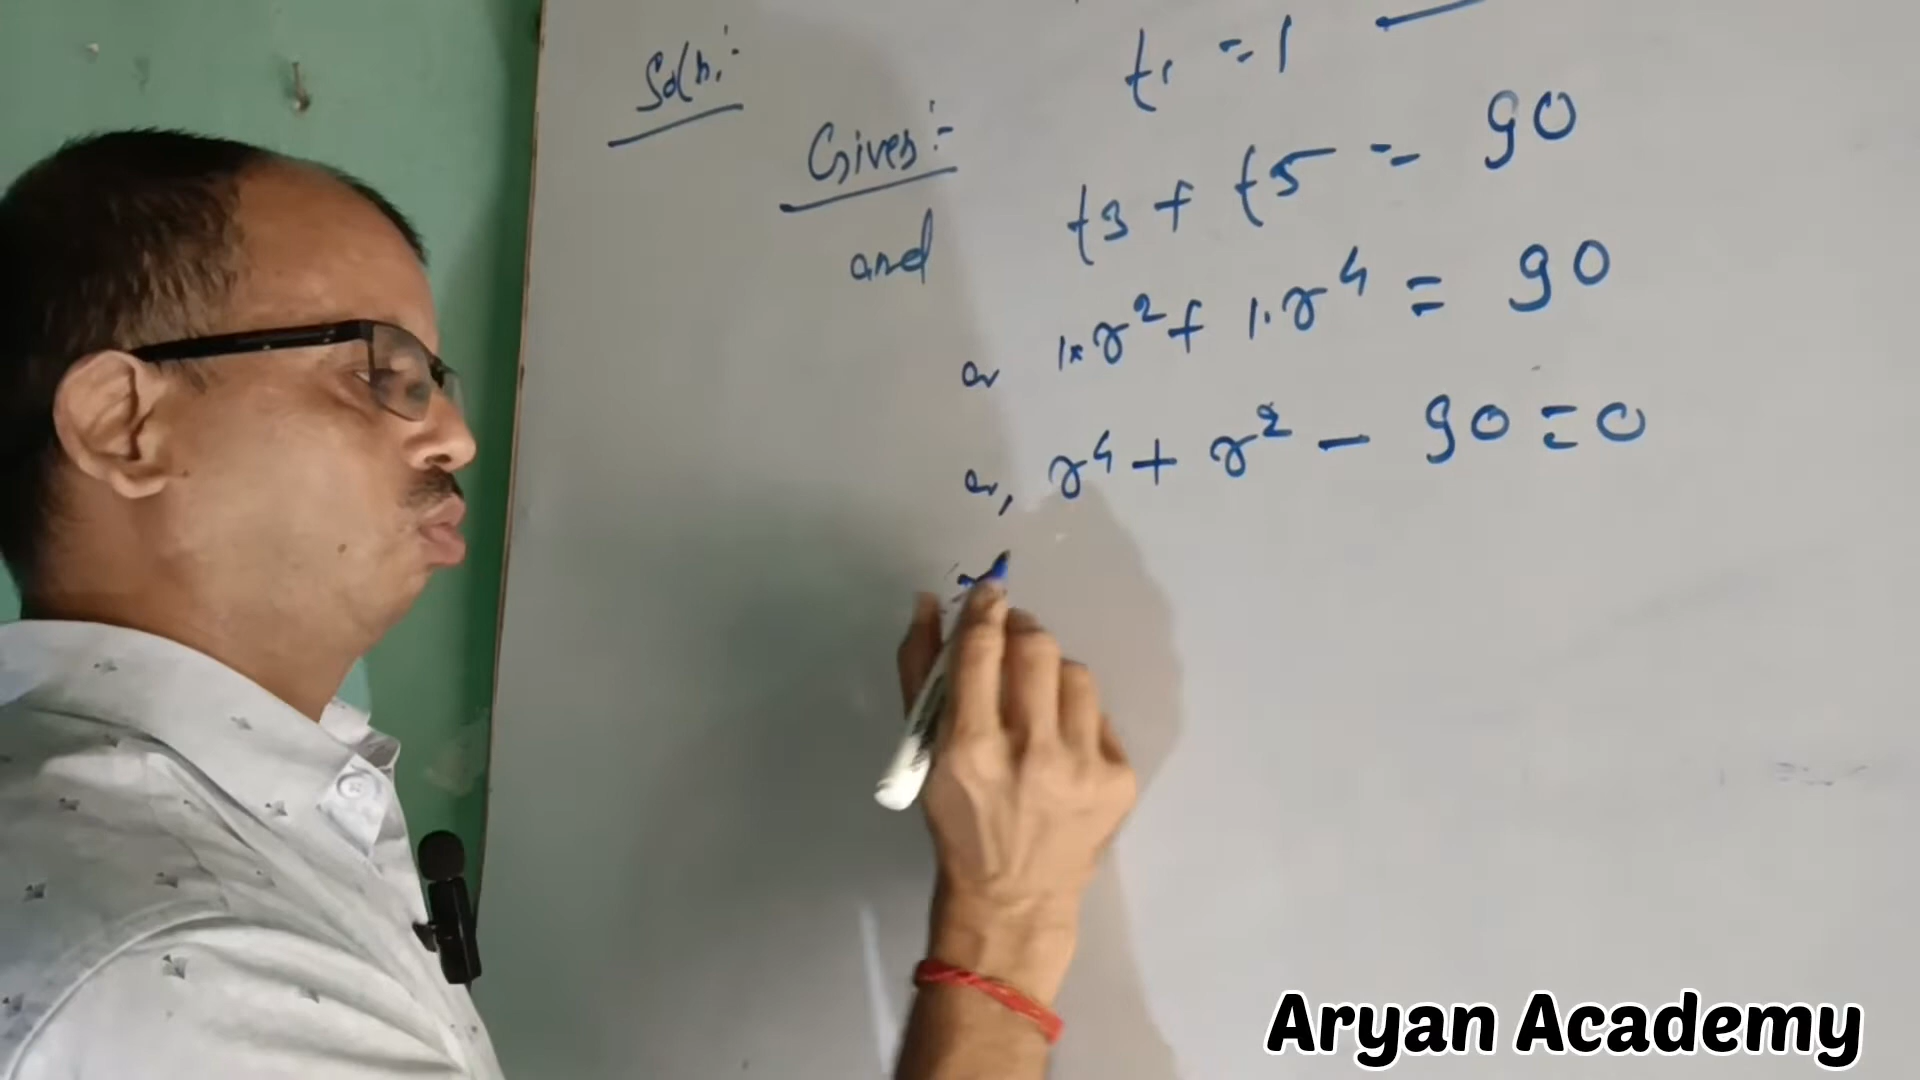 Soln:-
t1 = 1
Given:-
t3 + t5 = 90
and
or 1×r² + 1·r⁴ = 90
or, r⁴ + r² - 90 = 0
Aryan Academy